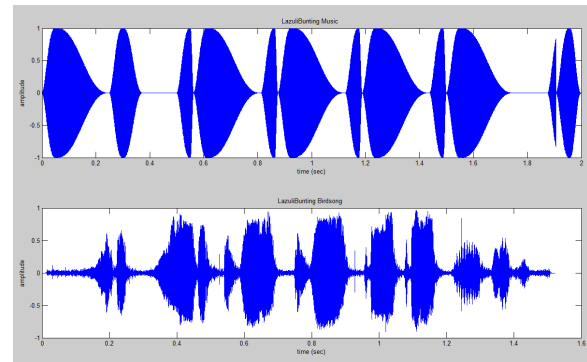 LazuliBunting Music
1
0.5
0
-0.5
-1
amplitude
0 0.2 0.4 0.6 0.8 1 1.2 1.4 1.6 1.8 2
time (sec)
LazuliBunting Birdsong
1
0.5
0
-0.5
-1
amplitude
0 0.2 0.4 0.6 0.8 1 1.2 1.4 1.6
time (sec)